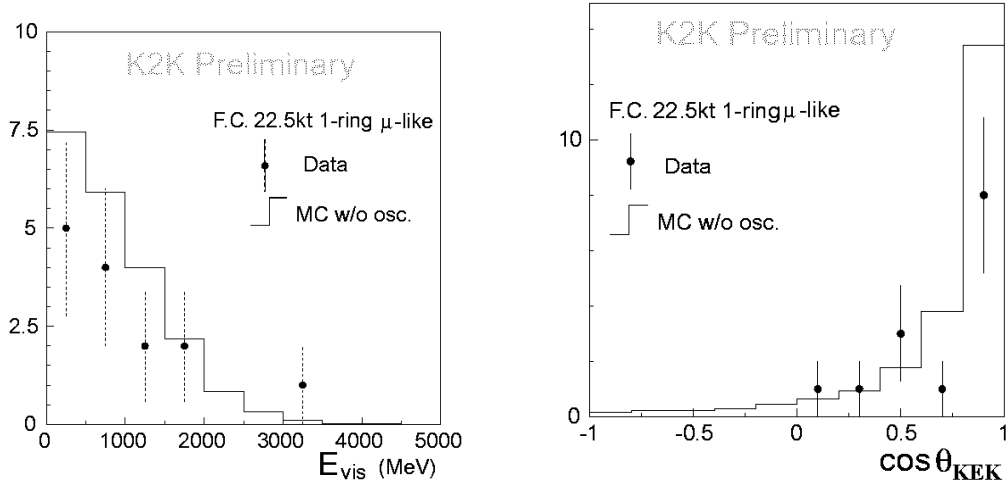 10
7.5
5
2.5
0
K2K Preliminary
F.C. 22.5kt 1-ring μ-like
Data
MC w/o osc.
0 1000 2000 3000 4000 5000
Evis (MeV)
10
0
K2K Preliminary
F.C. 22.5kt 1-ring μ-like
Data
MC w/o osc.
-1 -0.5 0 0.5 1
cos θKEK